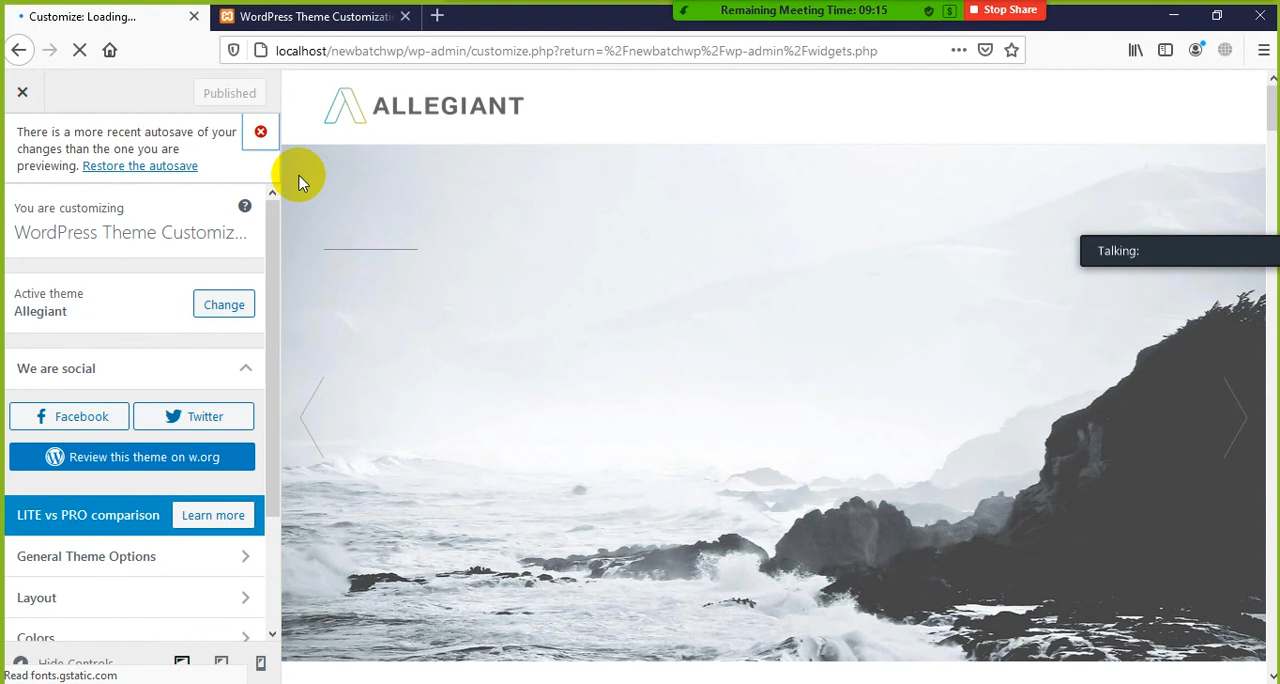 Customize: Loading...
WordPress Theme Customizati
Remaining Meeting Time: 09:15
Stop Share
localhost/newbatchwp/wp-admin/customize.php?return=%2Fnewbatchwp%2Fwp-admin%2Fwidgets.php
Published
ALLEGIANT
There is a more recent autosave of your
changes than the one you are
previewing. Restore the autosave
You are customizing
WordPress Theme Customiz...
Talking:
Active theme
Allegiant
Change
We are social
Facebook
Twitter
Review this theme on w.org
LITE vs PRO comparison
Learn more
General Theme Options
Layout
Colors
Hide Controls
Read fonts.gstatic.com